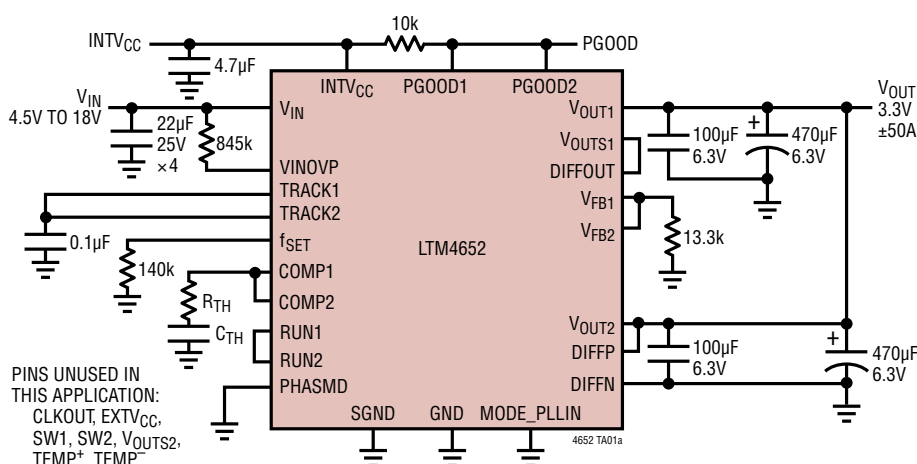 10k
INTVCC
PGOOD
4.7µF
INTVCC PGOOD1 PGOOD2
VIN
4.5V TO 18V
VIN
VOUT1
VOUT
3.3V
±50A
22µF
25V
×4
845k
VOUTS1
DIFFOUT
100µF
6.3V
+
470µF
6.3V
VINOVP
TRACK1
TRACK2
VFB1
VFB2
13.3k
0.1µF
fSET
LTM4652
140k
COMP1
COMP2
RTH
CTH
RUN1
RUN2
VOUT2
DIFFP
DIFFN
100µF
6.3V
+
470µF
6.3V
PHASMD
PINS UNUSED IN
THIS APPLICATION:
CLKOUT, EXTVCC,
SW1, SW2, VOUTS2,
TEMP+, TEMP−
SGND GND MODE_PLLIN
4652 TA01a